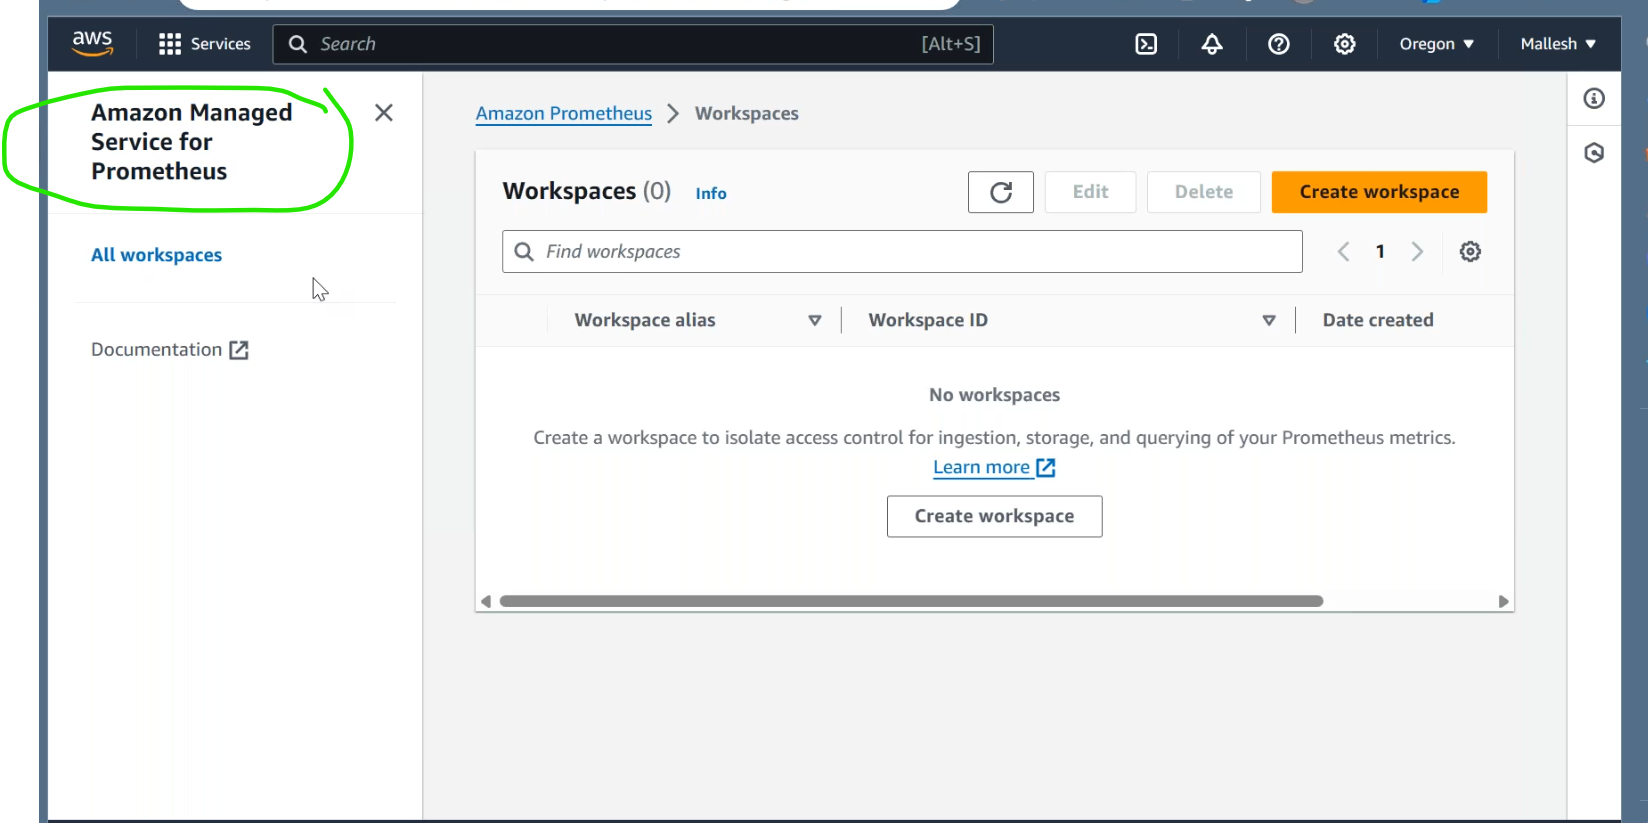 aws
Services
Search
[Alt+S]
Oregon
Mallesh
Amazon Managed
Service for
Prometheus
All workspaces
Documentation
Amazon Prometheus
Workspaces
Workspaces (0)
Info
Edit
Delete
Create workspace
Find workspaces
1
Workspace alias
Workspace ID
Date created
No workspaces
Create a workspace to isolate access control for ingestion, storage, and querying of your Prometheus metrics.
Learn more
Create workspace